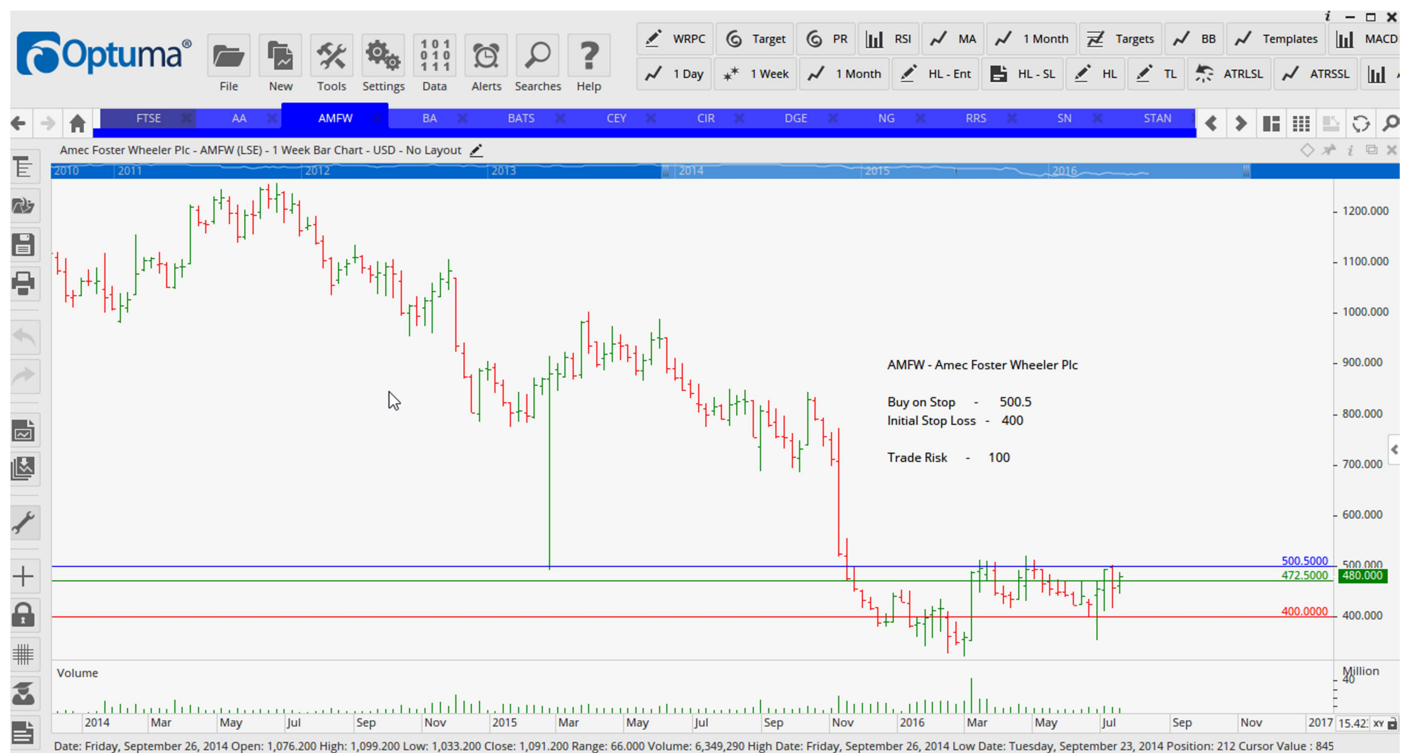 i
Optuma®
WRPC Target PR RSI MA 1 Month Targets BB Templates MACD
1 Day 1 Week 1 Month HL - Ent HL - SL HL TL ATRLSL ATRSSL
101
010
111
File New Tools Settings Data Alerts Searches Help
FTSE AA AMFW BA BATS CEY CIR DGE NG RRS SN STAN
Amec Foster Wheeler Plc - AMFW (LSE) - 1 Week Bar Chart - USD - No Layout
i
2010 2011 2012 2013 2014 2015 2016
1200.000
1100.000
1000.000
900.000
AMFW - Amec Foster Wheeler Plc
Buy on Stop - 500.5
800.000
Initial Stop Loss - 400
Trade Risk - 100
700.000
600.000
500.5000 500.000
472.5000 480.000
400.0000 400.000
Volume
Million
40
2014 Mar May Jul Sep Nov 2015 Mar May Jul Sep Nov 2016 Mar May Jul Sep Nov 2017 15.42: XY
Date: Friday, September 26, 2014 Open: 1,076.200 High: 1,099.200 Low: 1,033.200 Close: 1,091.200 Range: 66.000 Volume: 6,349,290 High Date: Friday, September 26, 2014 Low Date: Tuesday, September 23, 2014 Position: 212 Cursor Value : 845